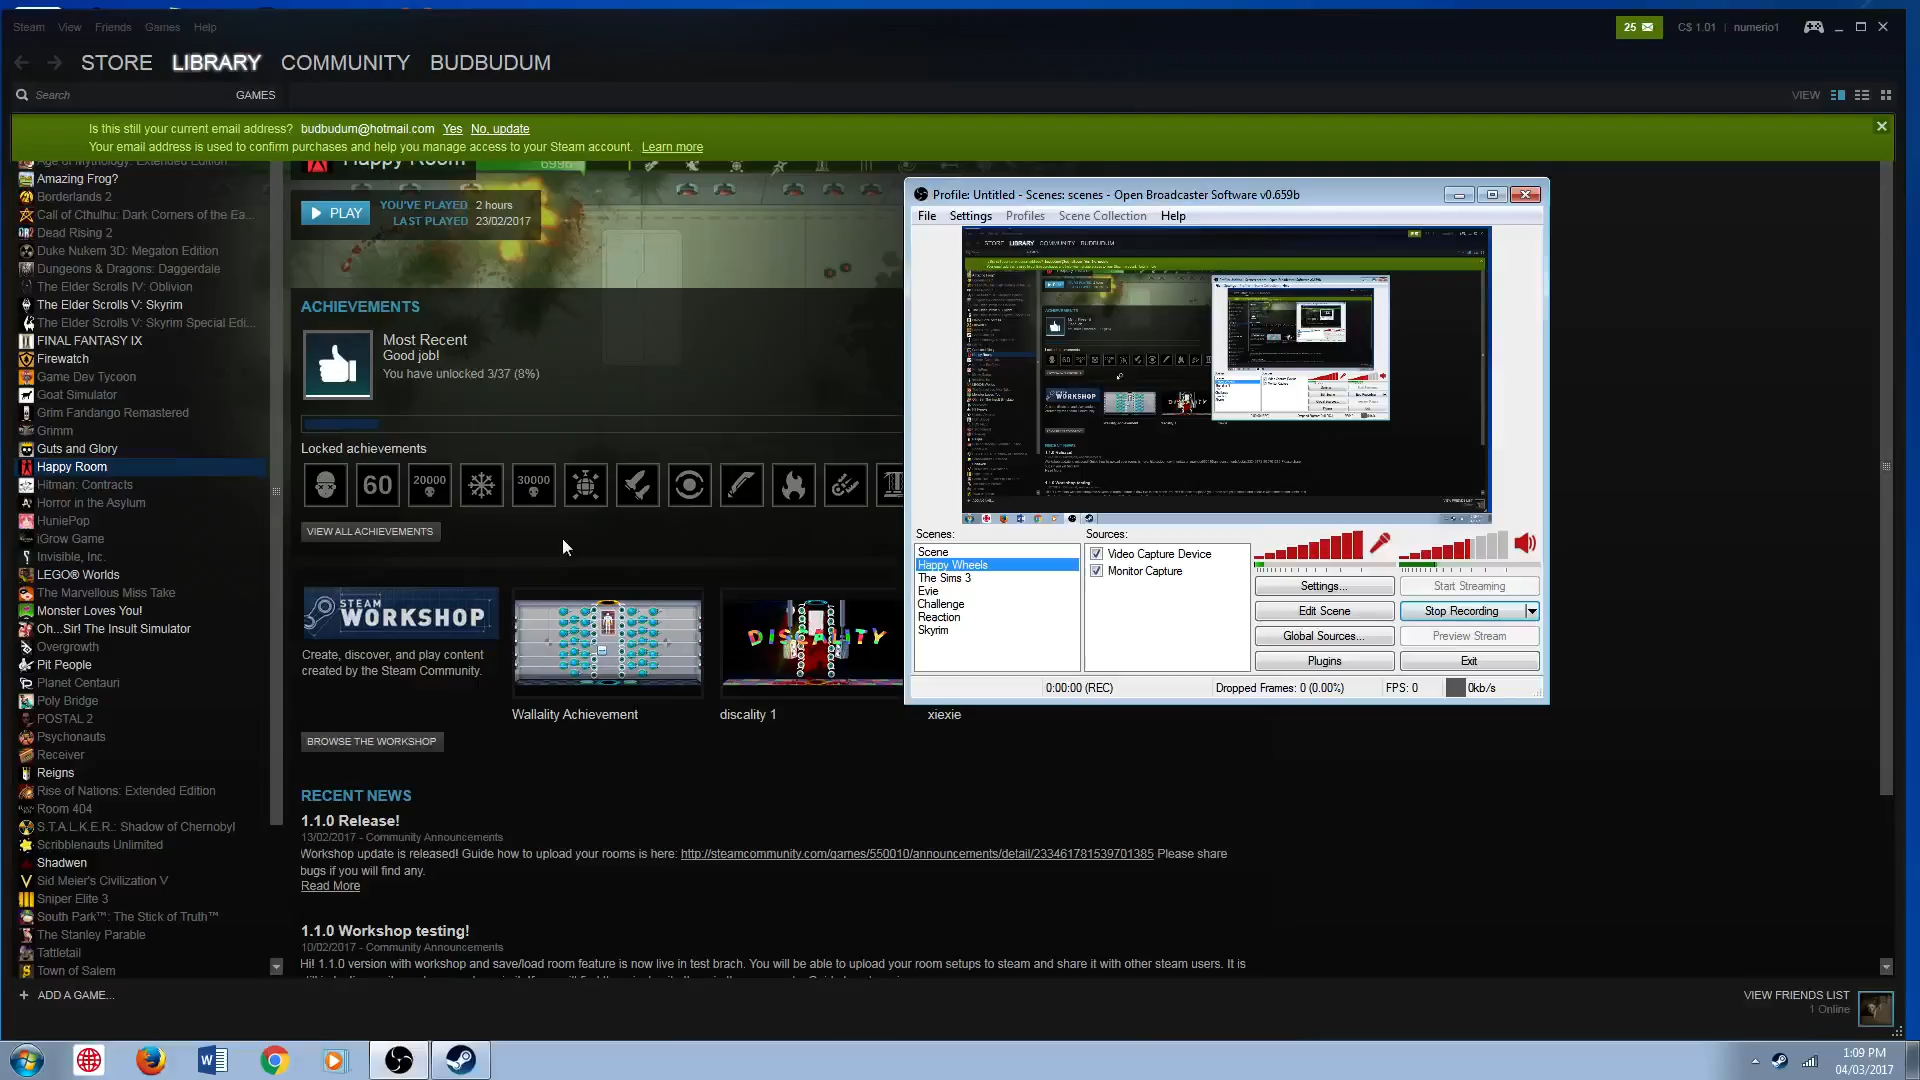 Steam View Friends Games Help
25 C$ 1.01 | numerio1
STORE LIBRARY COMMUNITY BUDBUDUM
Search GAMES VIEW
Is this still your current email address? budbudum@hotmail.com Yes No, update
Your email address is used to confirm purchases and help you manage access to your Steam account. Learn more
Age of Mythology: Extended Edition
Amazing Frog?
Borderlands 2
Call of Cthulhu: Dark Corners of the Ea...
Dead Rising 2
Duke Nukem 3D: Megaton Edition
Dungeons & Dragons: Daggerdale
The Elder Scrolls IV: Oblivion
The Elder Scrolls V: Skyrim
The Elder Scrolls V: Skyrim Special Edi...
FINAL FANTASY IX
Firewatch
Game Dev Tycoon
Goat Simulator
Grim Fandango Remastered
Grimm
Guts and Glory
Happy Room
Hitman: Contracts
Horror in the Asylum
HuniePop
iGrow Game
Invisible, Inc.
LEGO® Worlds
The Marvellous Miss Take
Monster Loves You!
Oh...Sir! The Insult Simulator
Overgrowth
Pit People
Planet Centauri
Poly Bridge
POSTAL 2
Psychonauts
Receiver
Reigns
Rise of Nations: Extended Edition
Room 404
S.T.A.L.K.E.R.: Shadow of Chernobyl
Scribblenauts Unlimited
Shadwen
Sid Meier's Civilization V
Sniper Elite 3
South Park™: The Stick of Truth™
The Stanley Parable
Tattletail
Town of Salem
+ ADD A GAME...
Happy Room
PLAY
YOU'VE PLAYED 2 hours
LAST PLAYED 23/02/2017
ACHIEVEMENTS
Most Recent
Good job!
You have unlocked 3/37 (8%)
Locked achievements
60 20000 30000
VIEW ALL ACHIEVEMENTS
STEAM WORKSHOP
Create, discover, and play content
created by the Steam Community.
DISCALITY
Wallality Achievement discality 1 xiexie
BROWSE THE WORKSHOP
RECENT NEWS
1.1.0 Release!
13/02/2017 - Community Announcements
Workshop update is released! Guide how to upload your rooms is here: http://steamcommunity.com/games/550010/announcements/detail/233461781539701385 Please share
bugs if you will find any.
Read More
1.1.0 Workshop testing!
10/02/2017 - Community Announcements
Hi! 1.1.0 version with workshop and save/load room feature is now live in test brach. You will be able to upload your room setups to steam and share it with other steam users. It is
Profile: Untitled - Scenes: scenes - Open Broadcaster Software v0.659b
File Settings Profiles Scene Collection Help
STORE LIBRARY COMMUNITY BUDBUDUM
Scenes: Sources:
Scene
Happy Wheels
The Sims 3
Evie
Challenge
Reaction
Skyrim
Video Capture Device
Monitor Capture
Settings... Start Streaming
Edit Scene Stop Recording
Global Sources... Preview Stream
Plugins Exit
0:00:00 (REC) Dropped Frames: 0 (0.00%) FPS: 0 0kb/s
VIEW FRIENDS LIST
1 Online
1:09 PM
04/03/2017